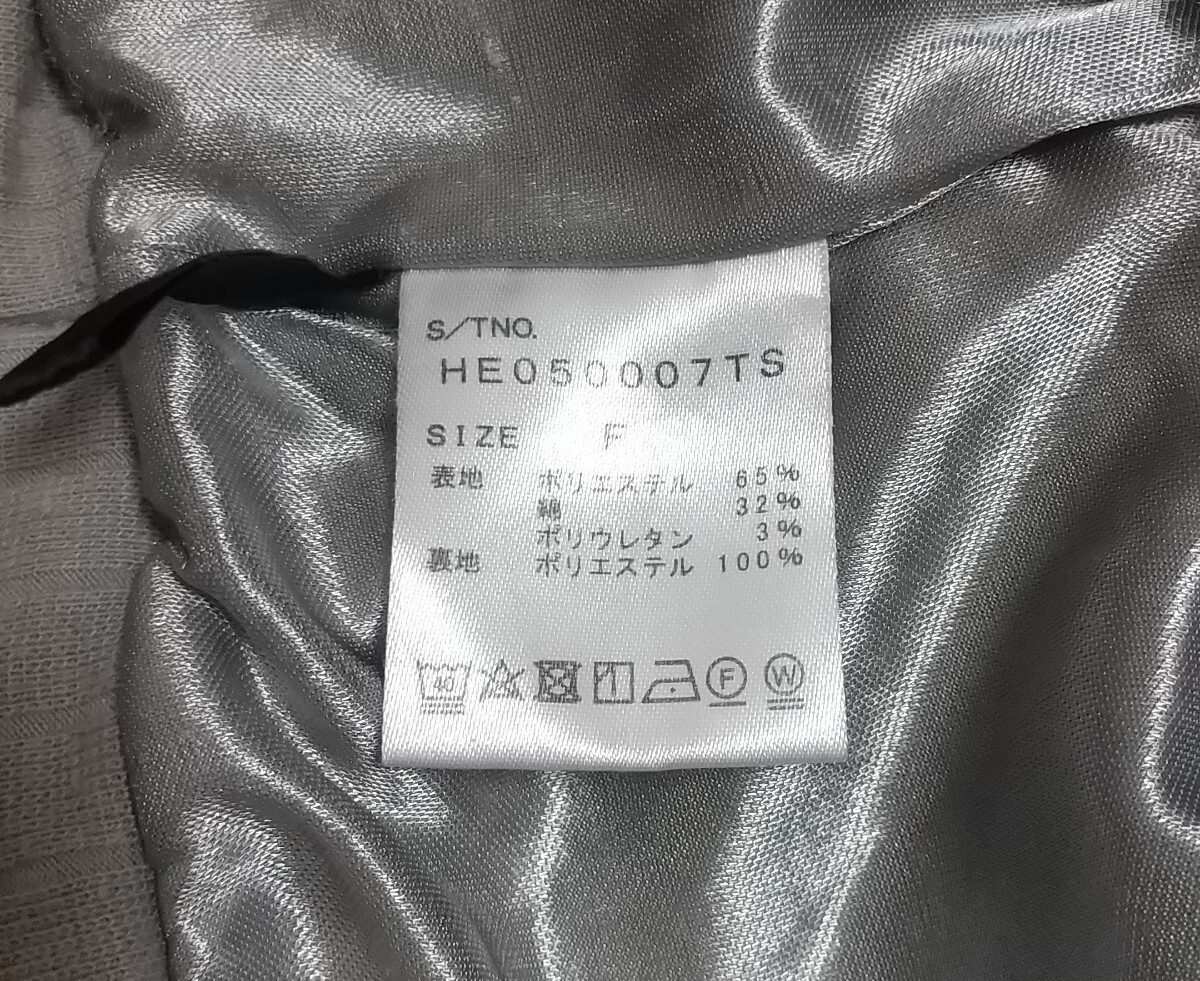 S/TNO.
HE050007TS
SIZE F
表地 ポリエステル 65%
綿 32%
ポリウレタン 3%
裏地 ポリエステル 100%
40
F
W